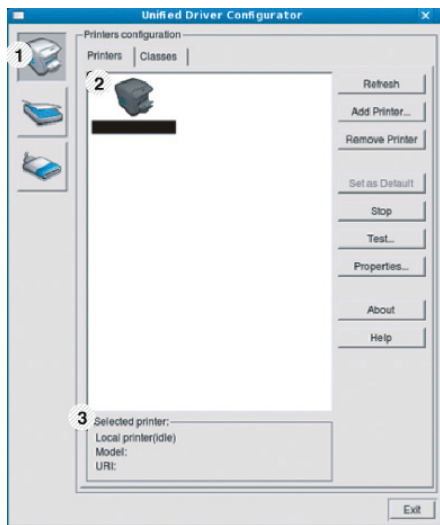 Unified Driver Configurator
Printers configuration
1
Printers
Classes
2
Refresh
Add Printer...
Remove Printer
Set as Default
Stop
Test...
Properties...
About
Help
3
Selected printer:
Local printer(idle)
Model:
URI:
Exit